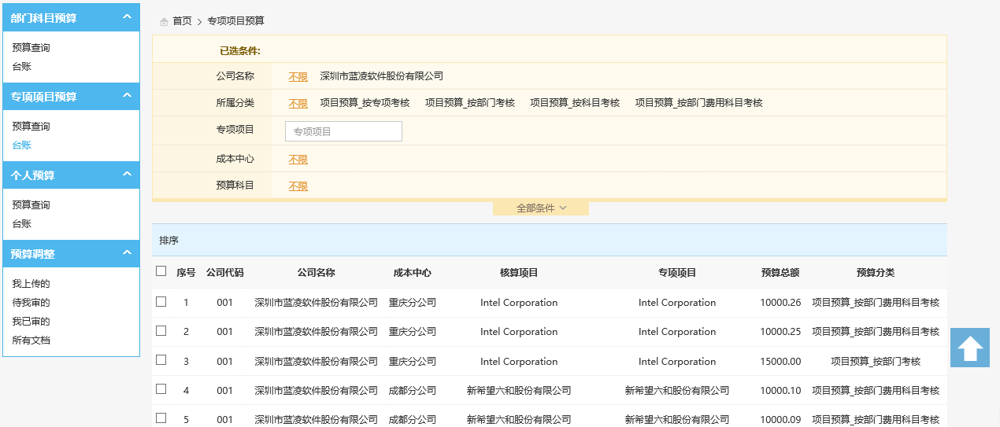 部门科目预算
预算查询
台账
专项项目预算
预算查询
台账
个人预算
预算查询
台账
预算调整
我上传的
待我审的
我已审的
所有文档
首页 > 专项项目预算
已选条件:
公司名称 不限 深圳市蓝凌软件股份有限公司
所属分类 不限 项目预算_按专项考核 项目预算_按部门考核 项目预算_按科目考核 项目预算_按部门费用科目考核
专项项目 专项项目
成本中心 不限
预算科目 不限
全部条件
排序
序号 公司代码 公司名称 成本中心 核算项目 专项项目 预算总额 预算分类
1 001 深圳市蓝凌软件股份有限公司 重庆分公司 Intel Corporation Intel Corporation 10000.26 项目预算_按部门费用科目考核
2 001 深圳市蓝凌软件股份有限公司 重庆分公司 Intel Corporation Intel Corporation 10000.25 项目预算_按部门费用科目考核
3 001 深圳市蓝凌软件股份有限公司 重庆分公司 Intel Corporation Intel Corporation 15000.00 项目预算_按部门考核
4 001 深圳市蓝凌软件股份有限公司 成都分公司 新希望六和股份有限公司 新希望六和股份有限公司 10000.10 项目预算_按部门费用科目考核
5 001 深圳市蓝凌软件股份有限公司 成都分公司 新希望六和股份有限公司 新希望六和股份有限公司 10000.09 项目预算_按部门费用科目考核